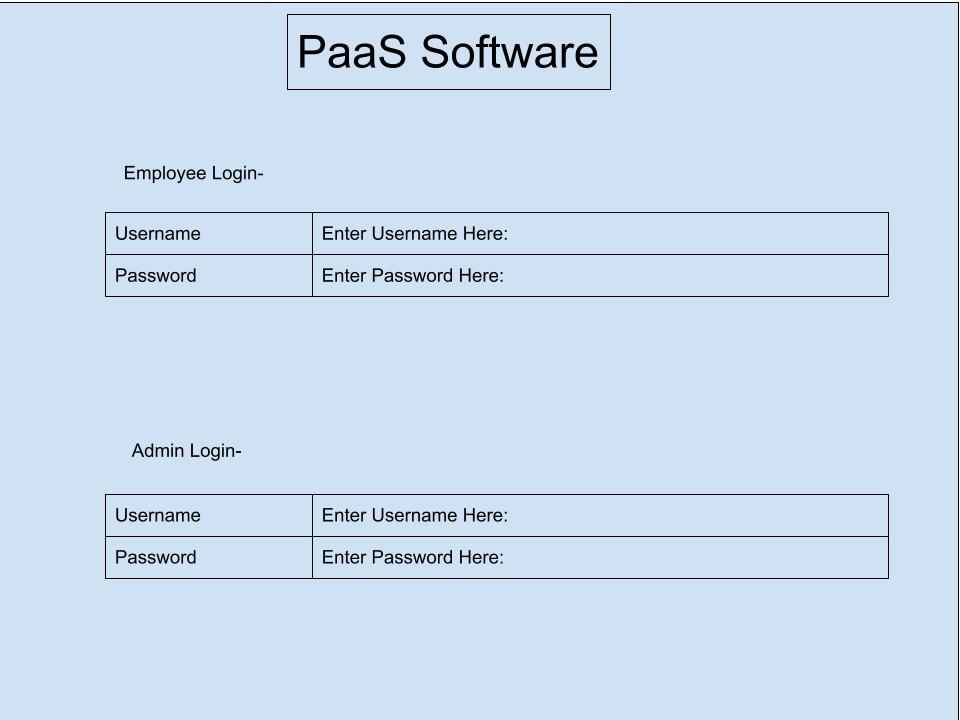 PaaS Software
Employee Login-
Username Enter Username Here:
Password Enter Password Here:
Admin Login-
Username Enter Username Here:
Password Enter Password Here: